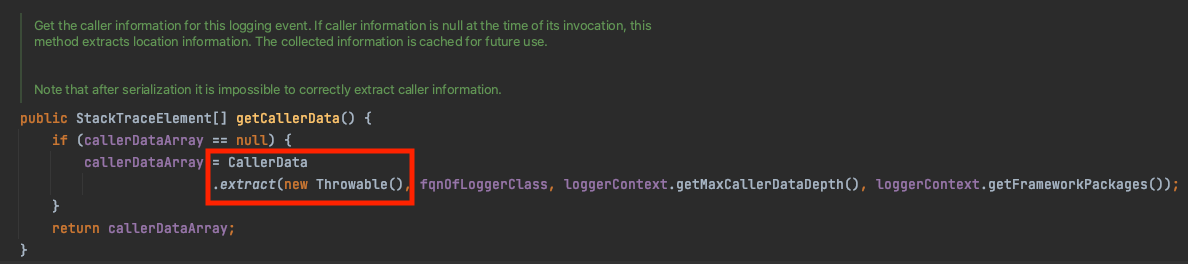 Get the caller information for this logging event. If caller information is null at the time of its invocation, this
method extracts location information. The collected information is cached for future use.
Note that after serialization it is impossible to correctly extract caller information.
public StackTraceElement[] getCallerData() {
if (callerDataArray == null) {
callerDataArray = CallerData
.extract(new Throwable(), fqnOfLoggerClass, loggerContext.getMaxCallerDataDepth(), loggerContext.getFrameworkPackages());
}
return callerDataArray;
}